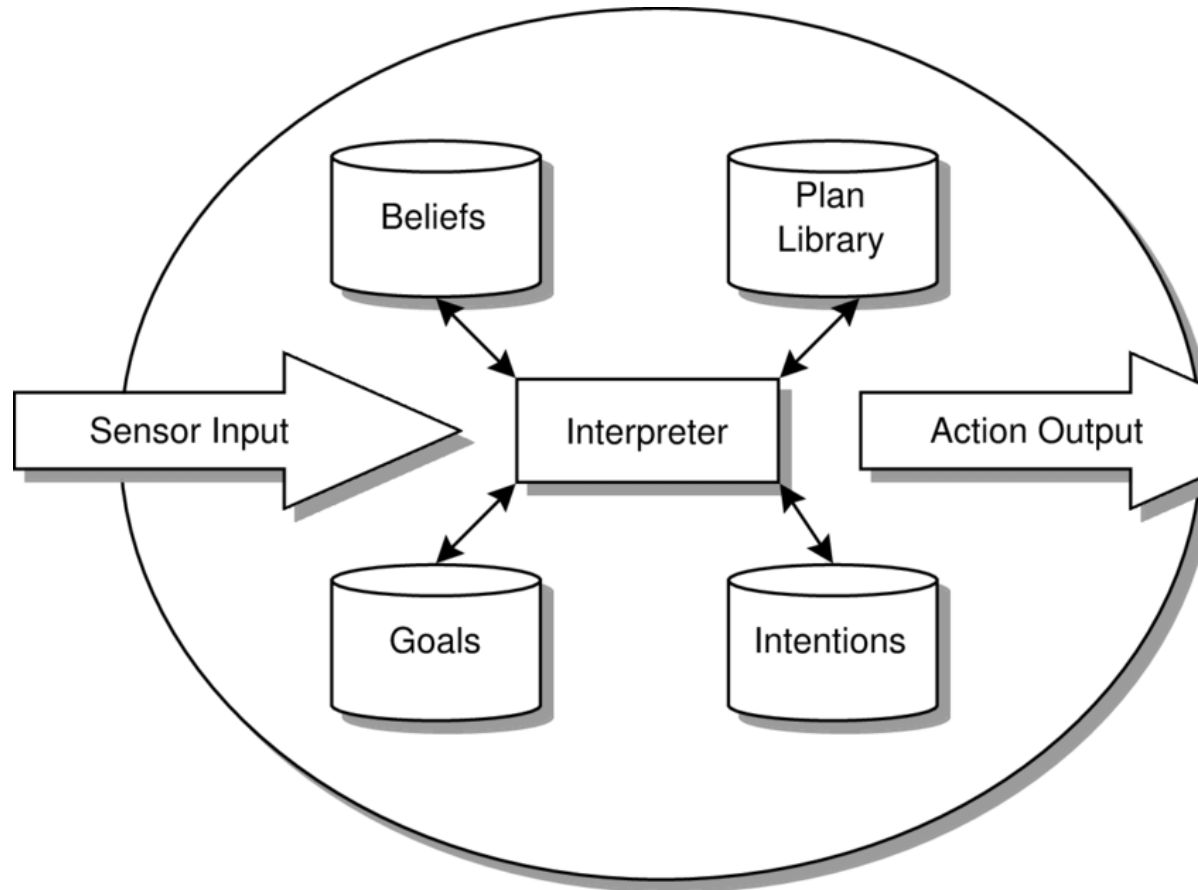 Beliefs
Plan
Library
Sensor Input
Interpreter
Action Output
Goals
Intentions